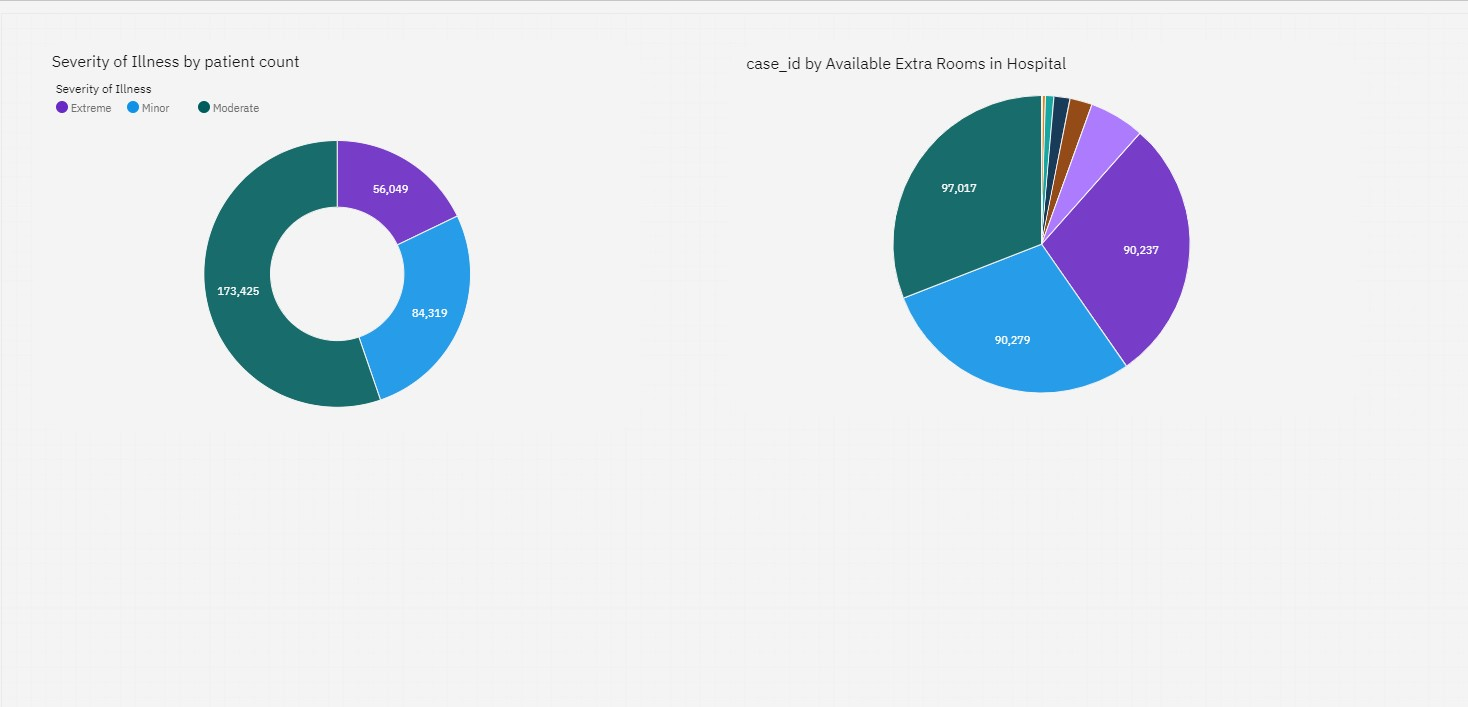 Severity of Illness by patient count
Severity of Illness
Extreme Minor Moderate
56,049
173,425
84,319
case_id by Available Extra Rooms in Hospital
97,017
90,237
90,279